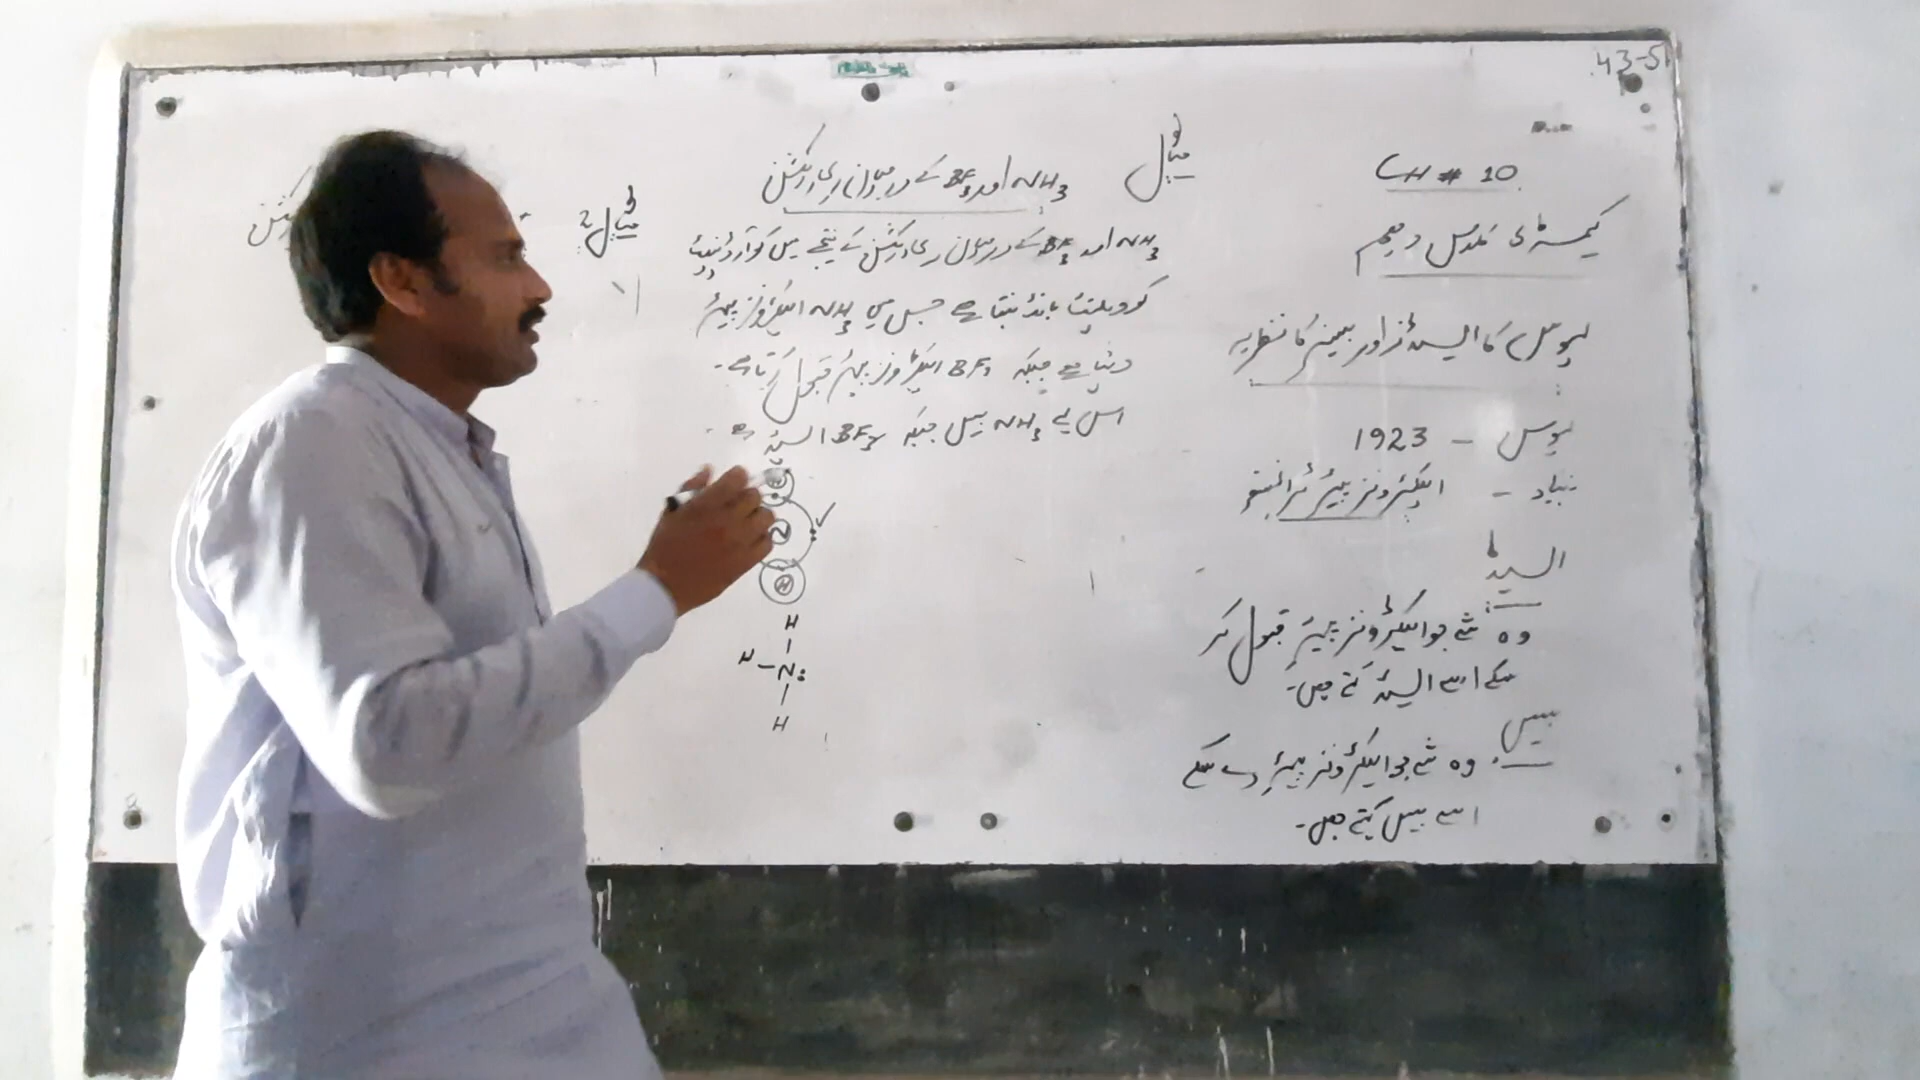 43-51
CH # 10
کیمسٹری کلاس دہم
لیوس کا ایسڈز اور بیسز کا نظریہ
لیوس - 1923
بنیاد - الیکٹرونز پیئر ٹرانسفر
ایسڈ
وہ شے جو الیکٹرونز پیئر قبول کر
سکے اسے ایسڈ کہتے ہیں۔
بیس
وہ شے جو الیکٹرونز پیئر دے سکے
اسے بیس کہتے ہیں۔
مثال
NH3 اور BF3 کے درمیان ری ایکشن
NH3 اور BF3 کے درمیان ری ایکشن کے نتیجے میں کوآرڈینیٹ
کوویلنٹ بانڈ بنتا ہے جس میں NH3 الیکٹرونز پیئر
دیتا ہے جبکہ BF3 الیکٹرونز پیئر قبول کرتا ہے۔
اس لیے NH3 بیس جبکہ BF3 ایسڈ ہے۔
H
N
H
H
H - N:
H
مثال 2